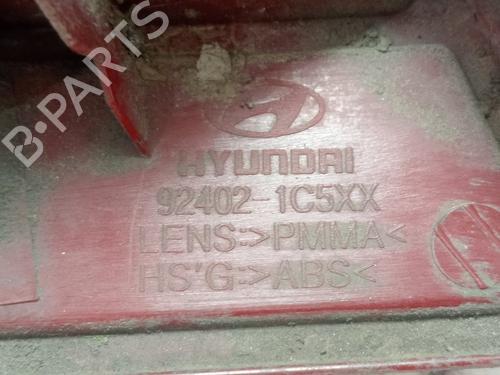 B-PARTS
HYUNDAI
92402-1C5XX
LENS:>PMMA<
HS'G:>ABS<